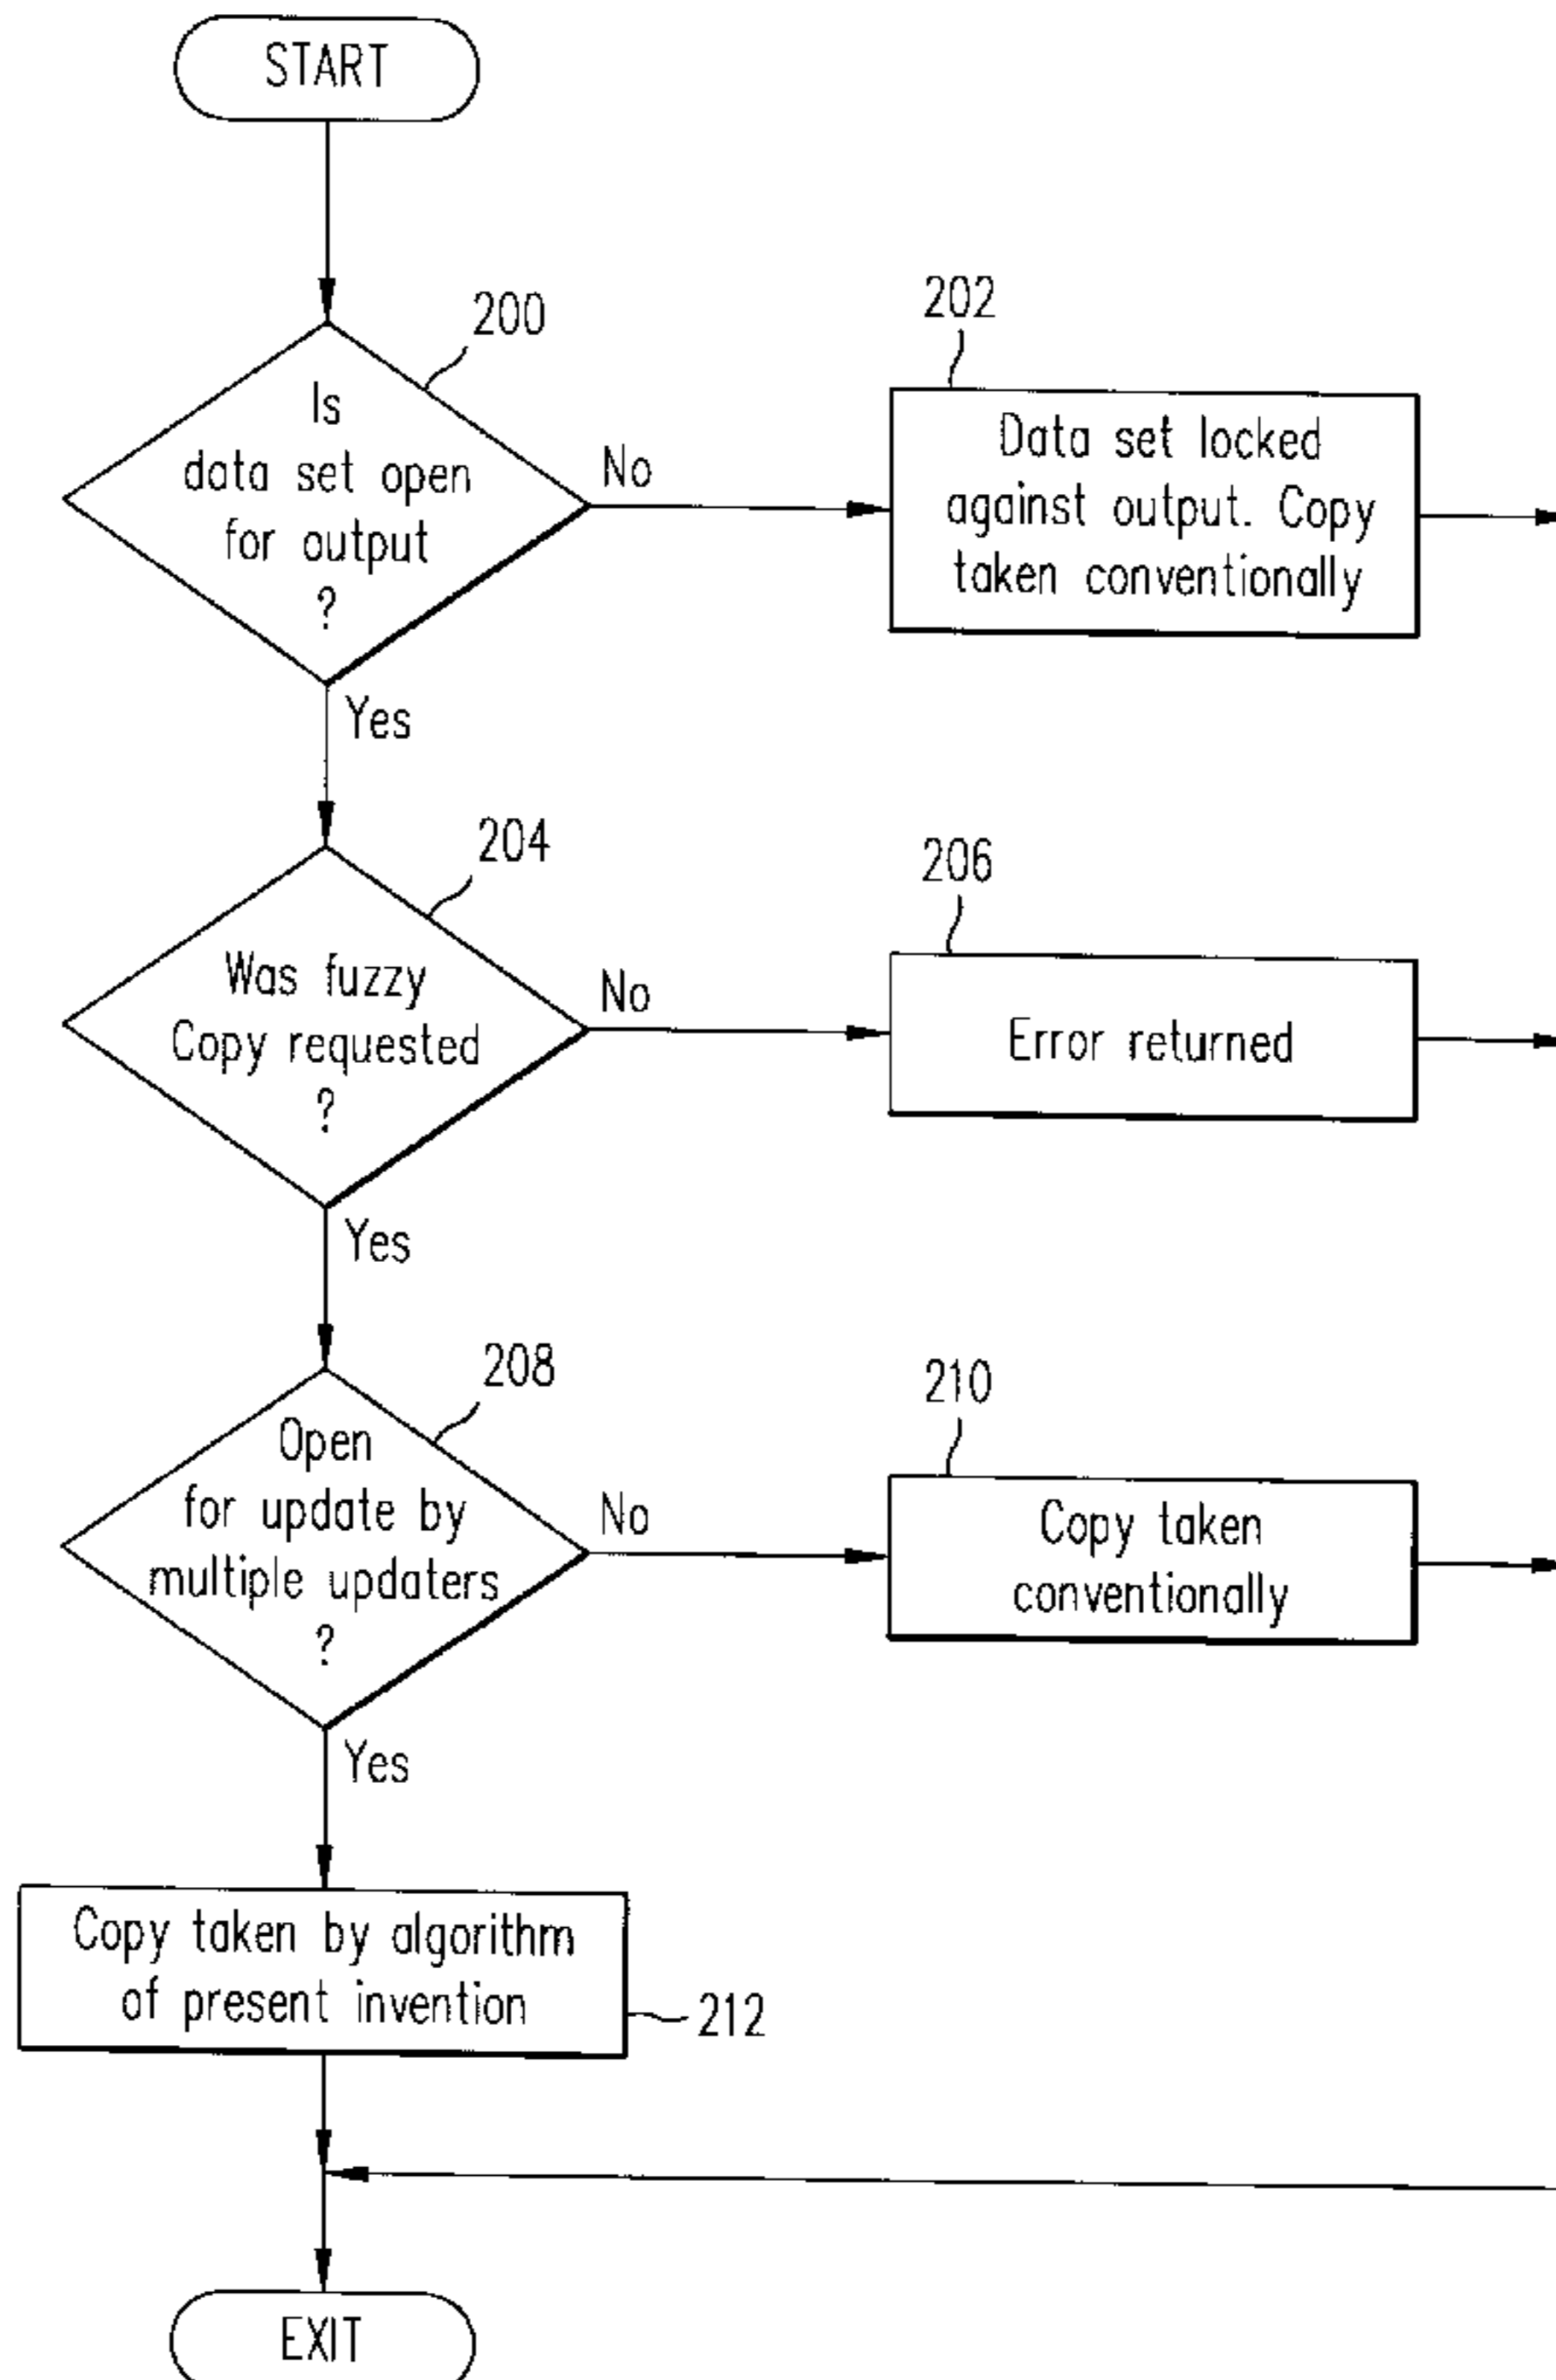 START
200
Is
data set open
for output
?
No
Yes
202
Data set locked
against output. Copy
taken conventionally
204
Was fuzzy
Copy requested
?
No
Yes
206
Error returned
208
Open
for update by
multiple updaters
?
No
Yes
210
Copy taken
conventionally
Copy taken by algorithm
of present invention
212
EXIT